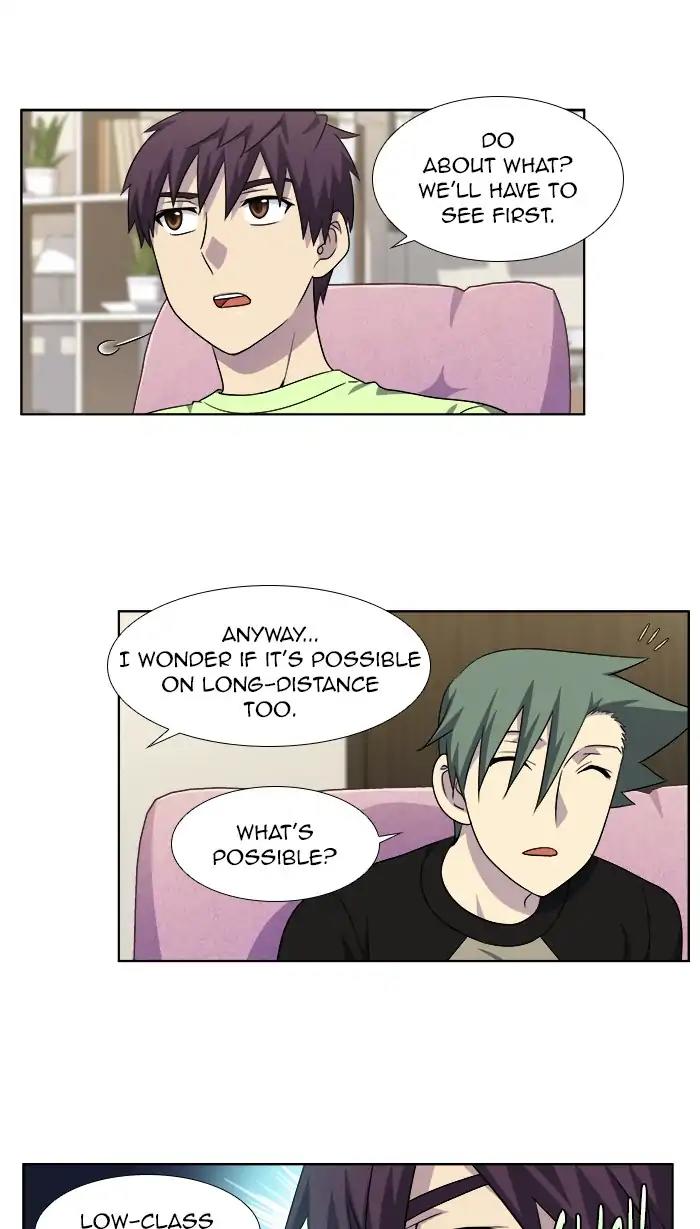 DO
ABOUT WHAT?
WE'LL HAVE TO
SEE FIRST.
ANYWAY...
I WONDER IF IT'S POSSIBLE
ON LONG-DISTANCE
TOO.
WHAT'S
POSSIBLE?
LOW-CLASS